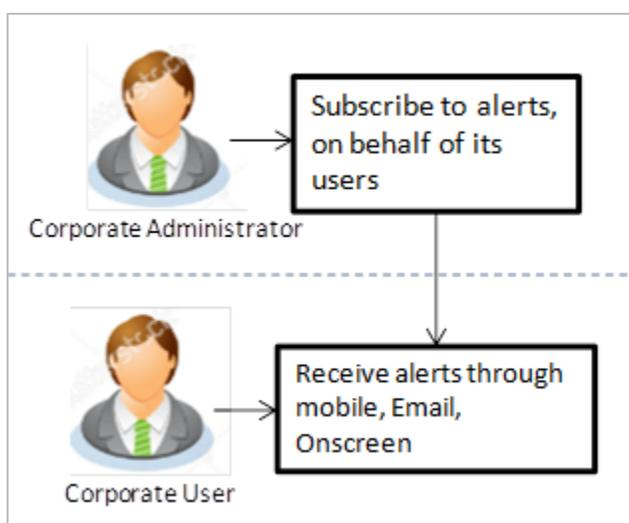 Subscribe to alerts,
on behalf of its
users
Corporate Administrator
Receive alerts through
mobile, Email,
Onscreen
Corporate User